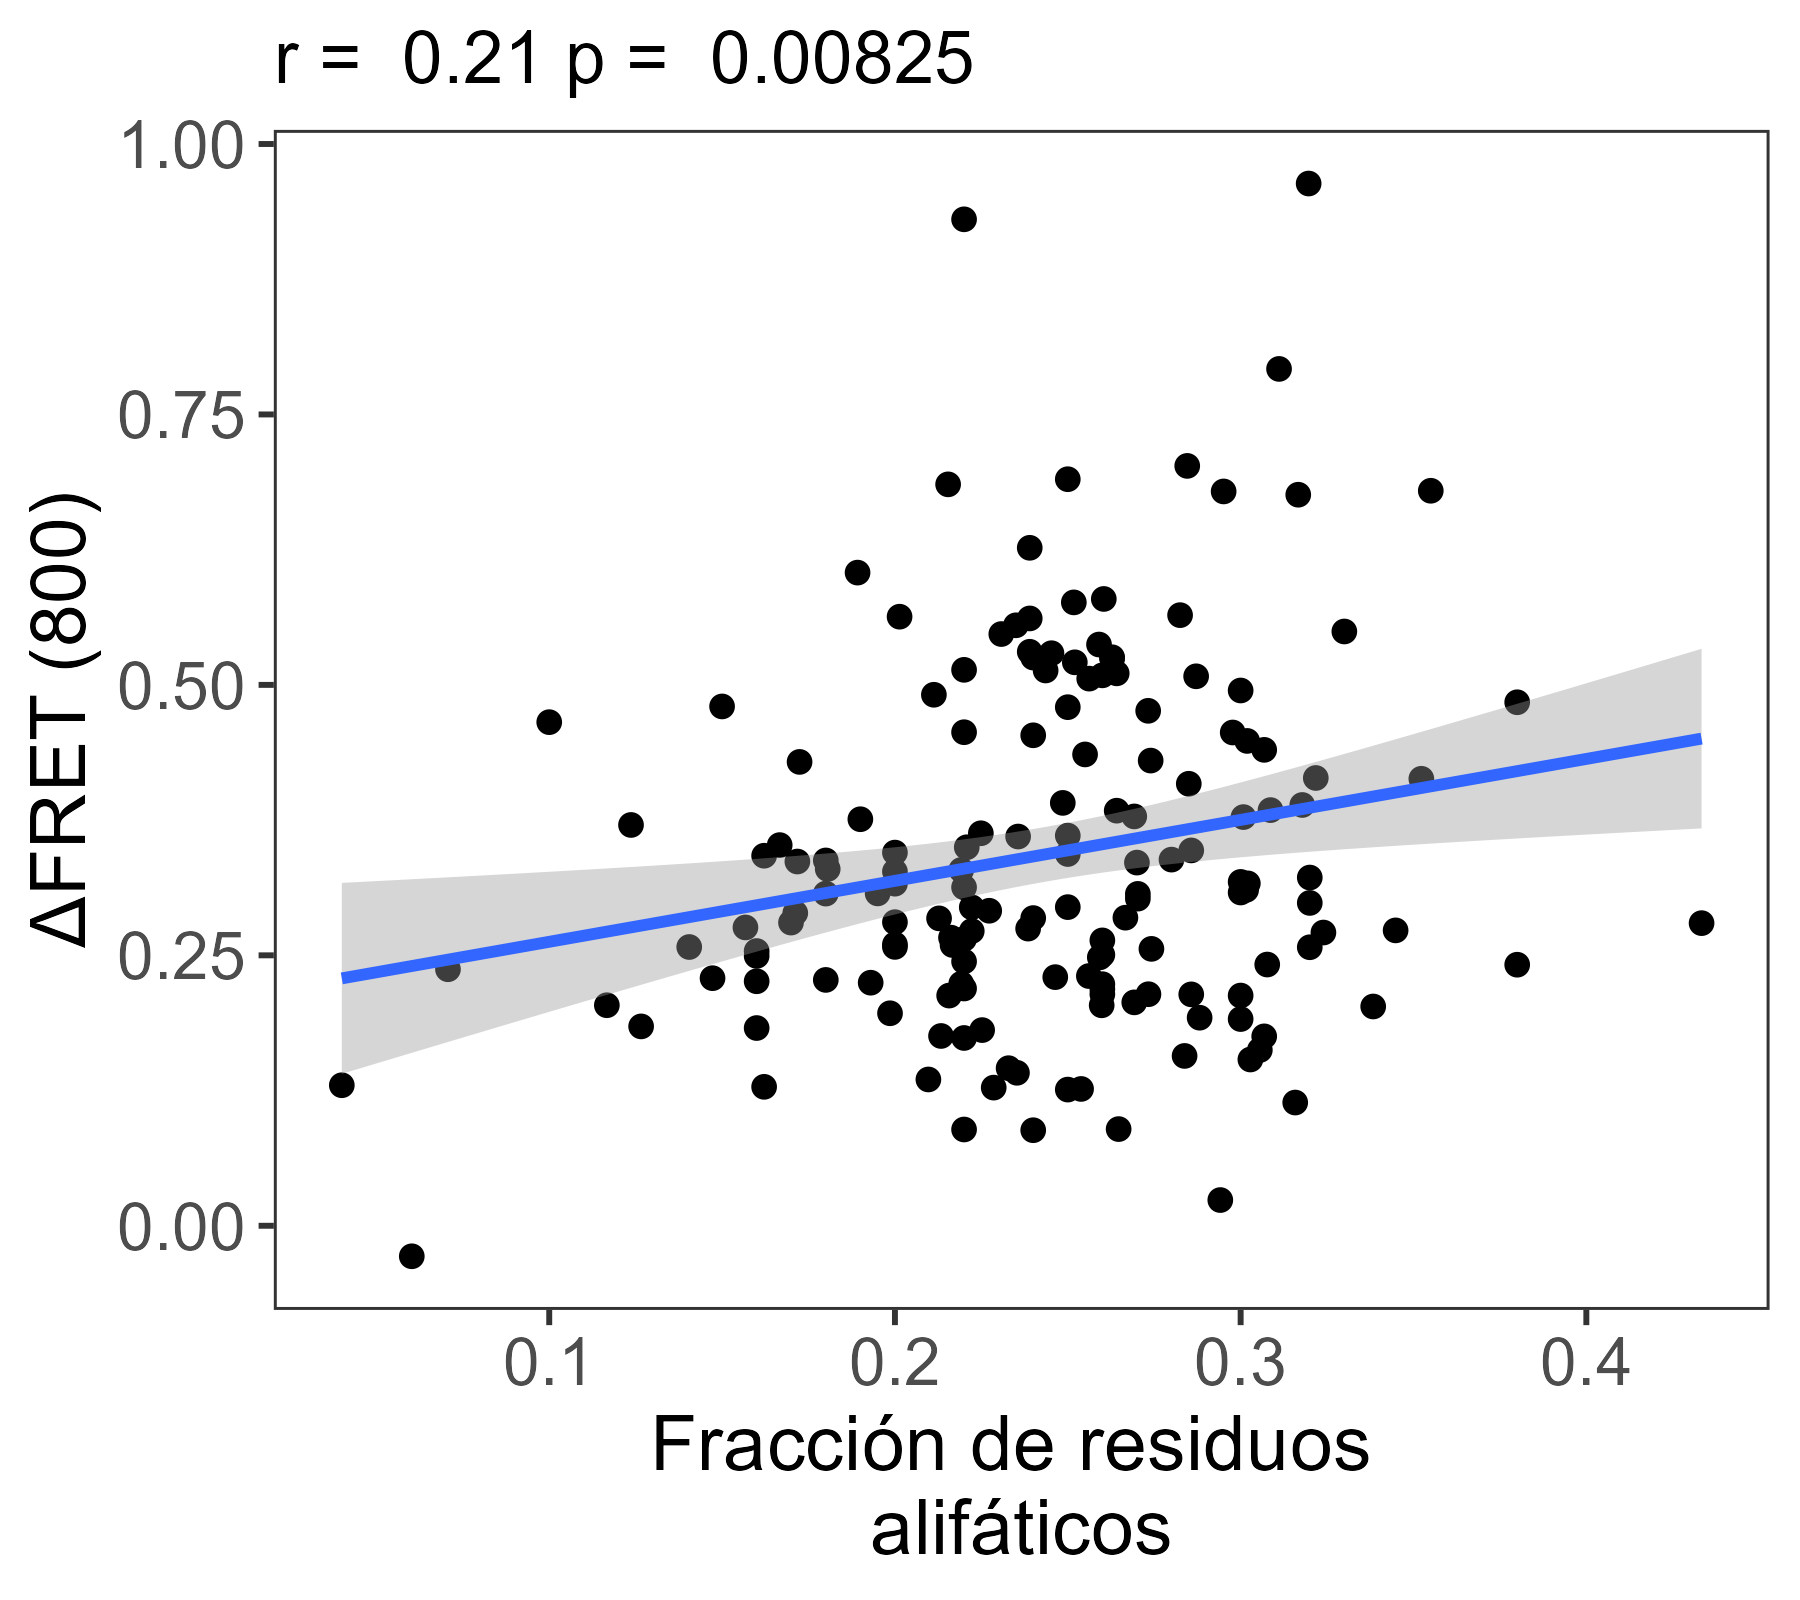 r =  0.21 p =  0.00825
1.00
0.75
0.50
0.25
0.00
ΔFRET (800)
0.1 0.2 0.3 0.4
Fracción de residuos
alifáticos